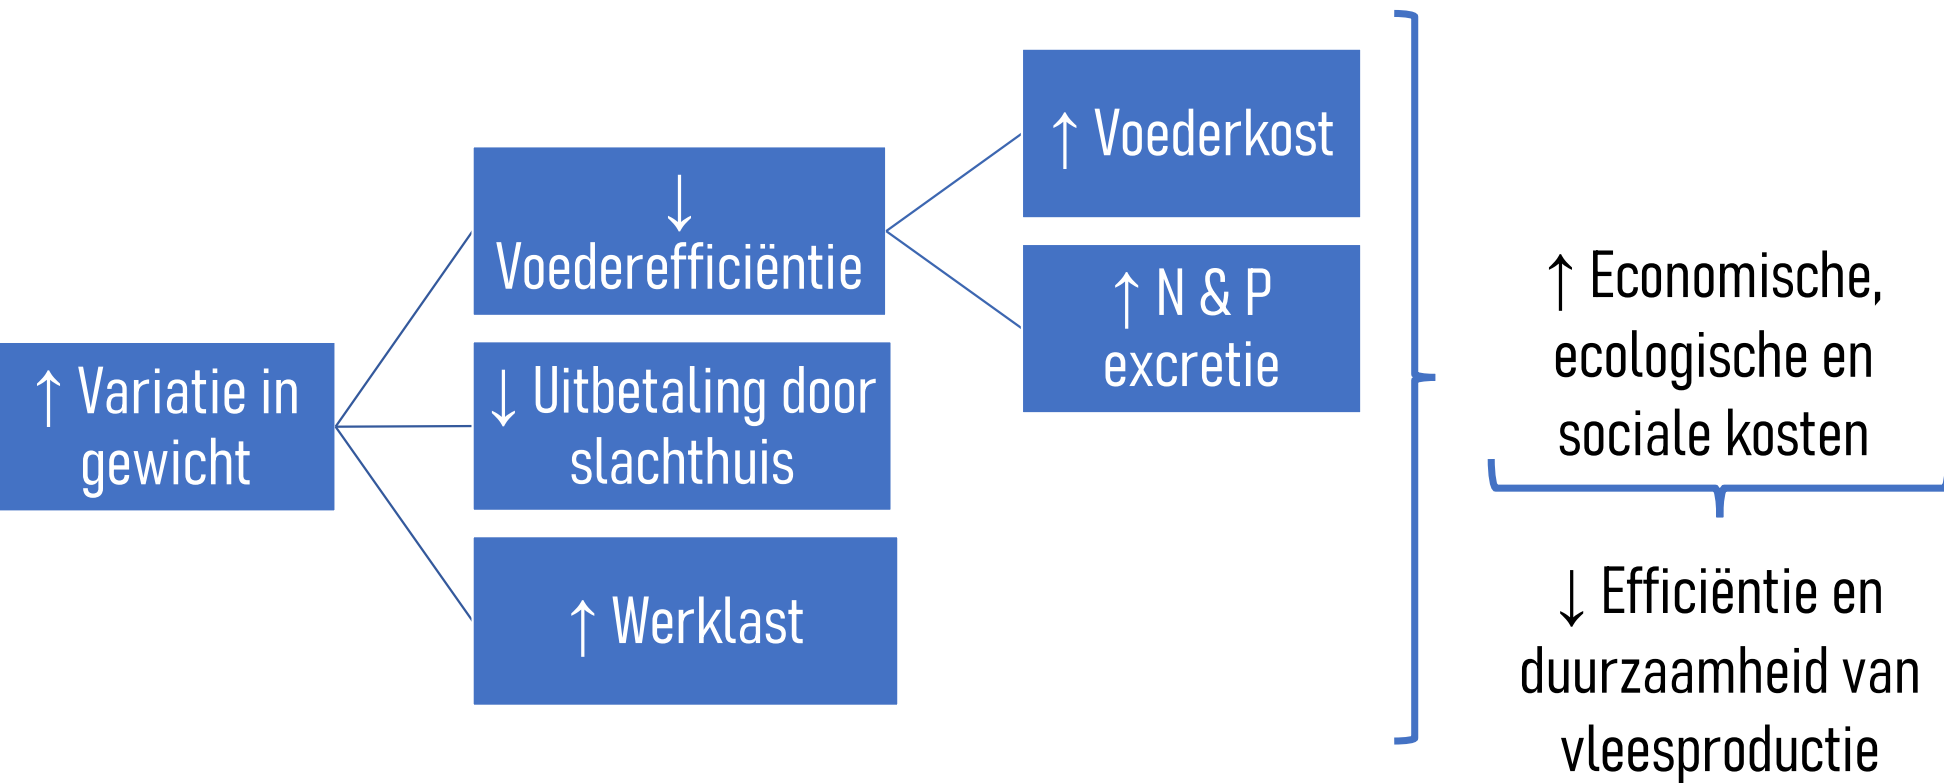 ↑ Variatie in
gewicht
↓
Voederefficiëntie
↓ Uitbetaling door
slachthuis
↑ Werklast
↑ Voederkost
↑ N & P
excretie
↑ Economische,
ecologische en
sociale kosten
↓ Efficiëntie en
duurzaamheid van
vleesproductie